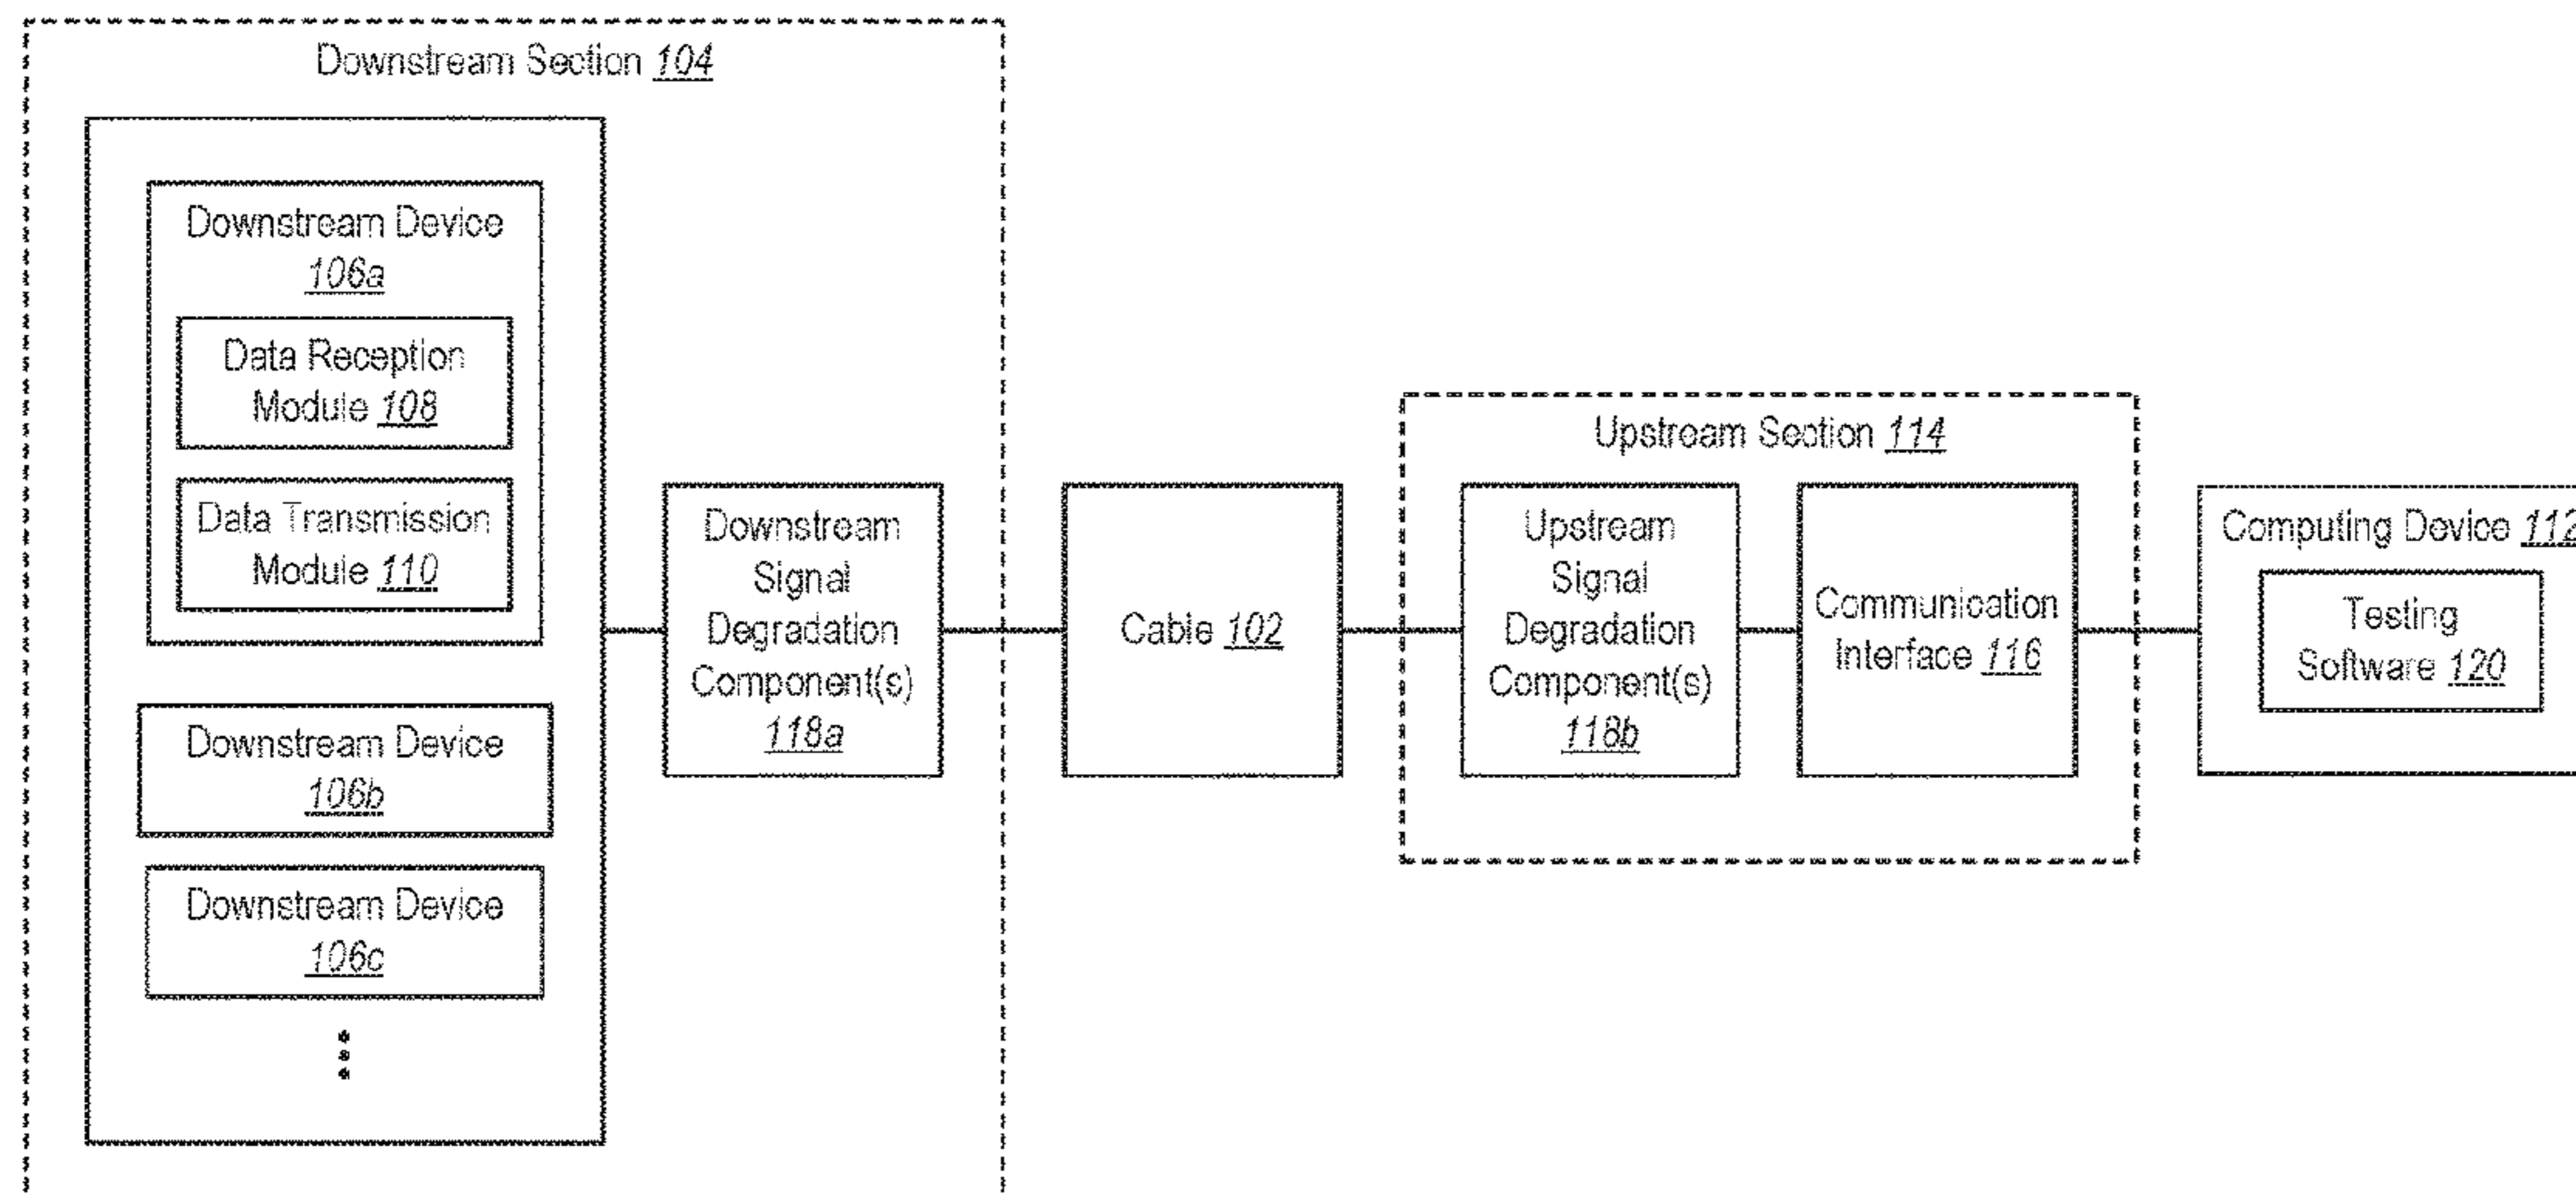 Downstream Section 104
Downstream Device
106a
Data Reception
Module 108
Data Transmission
Module 110
Downstream Device
106b
Downstream Device
106c
Downstream
Signal
Degradation
Component(s)
118a
Cable 102
Upstream Section 114
Upstream
Signal
Degradation
Component(s)
118b
Communication
Interface 116
Computing Device 112
Testing
Software 120